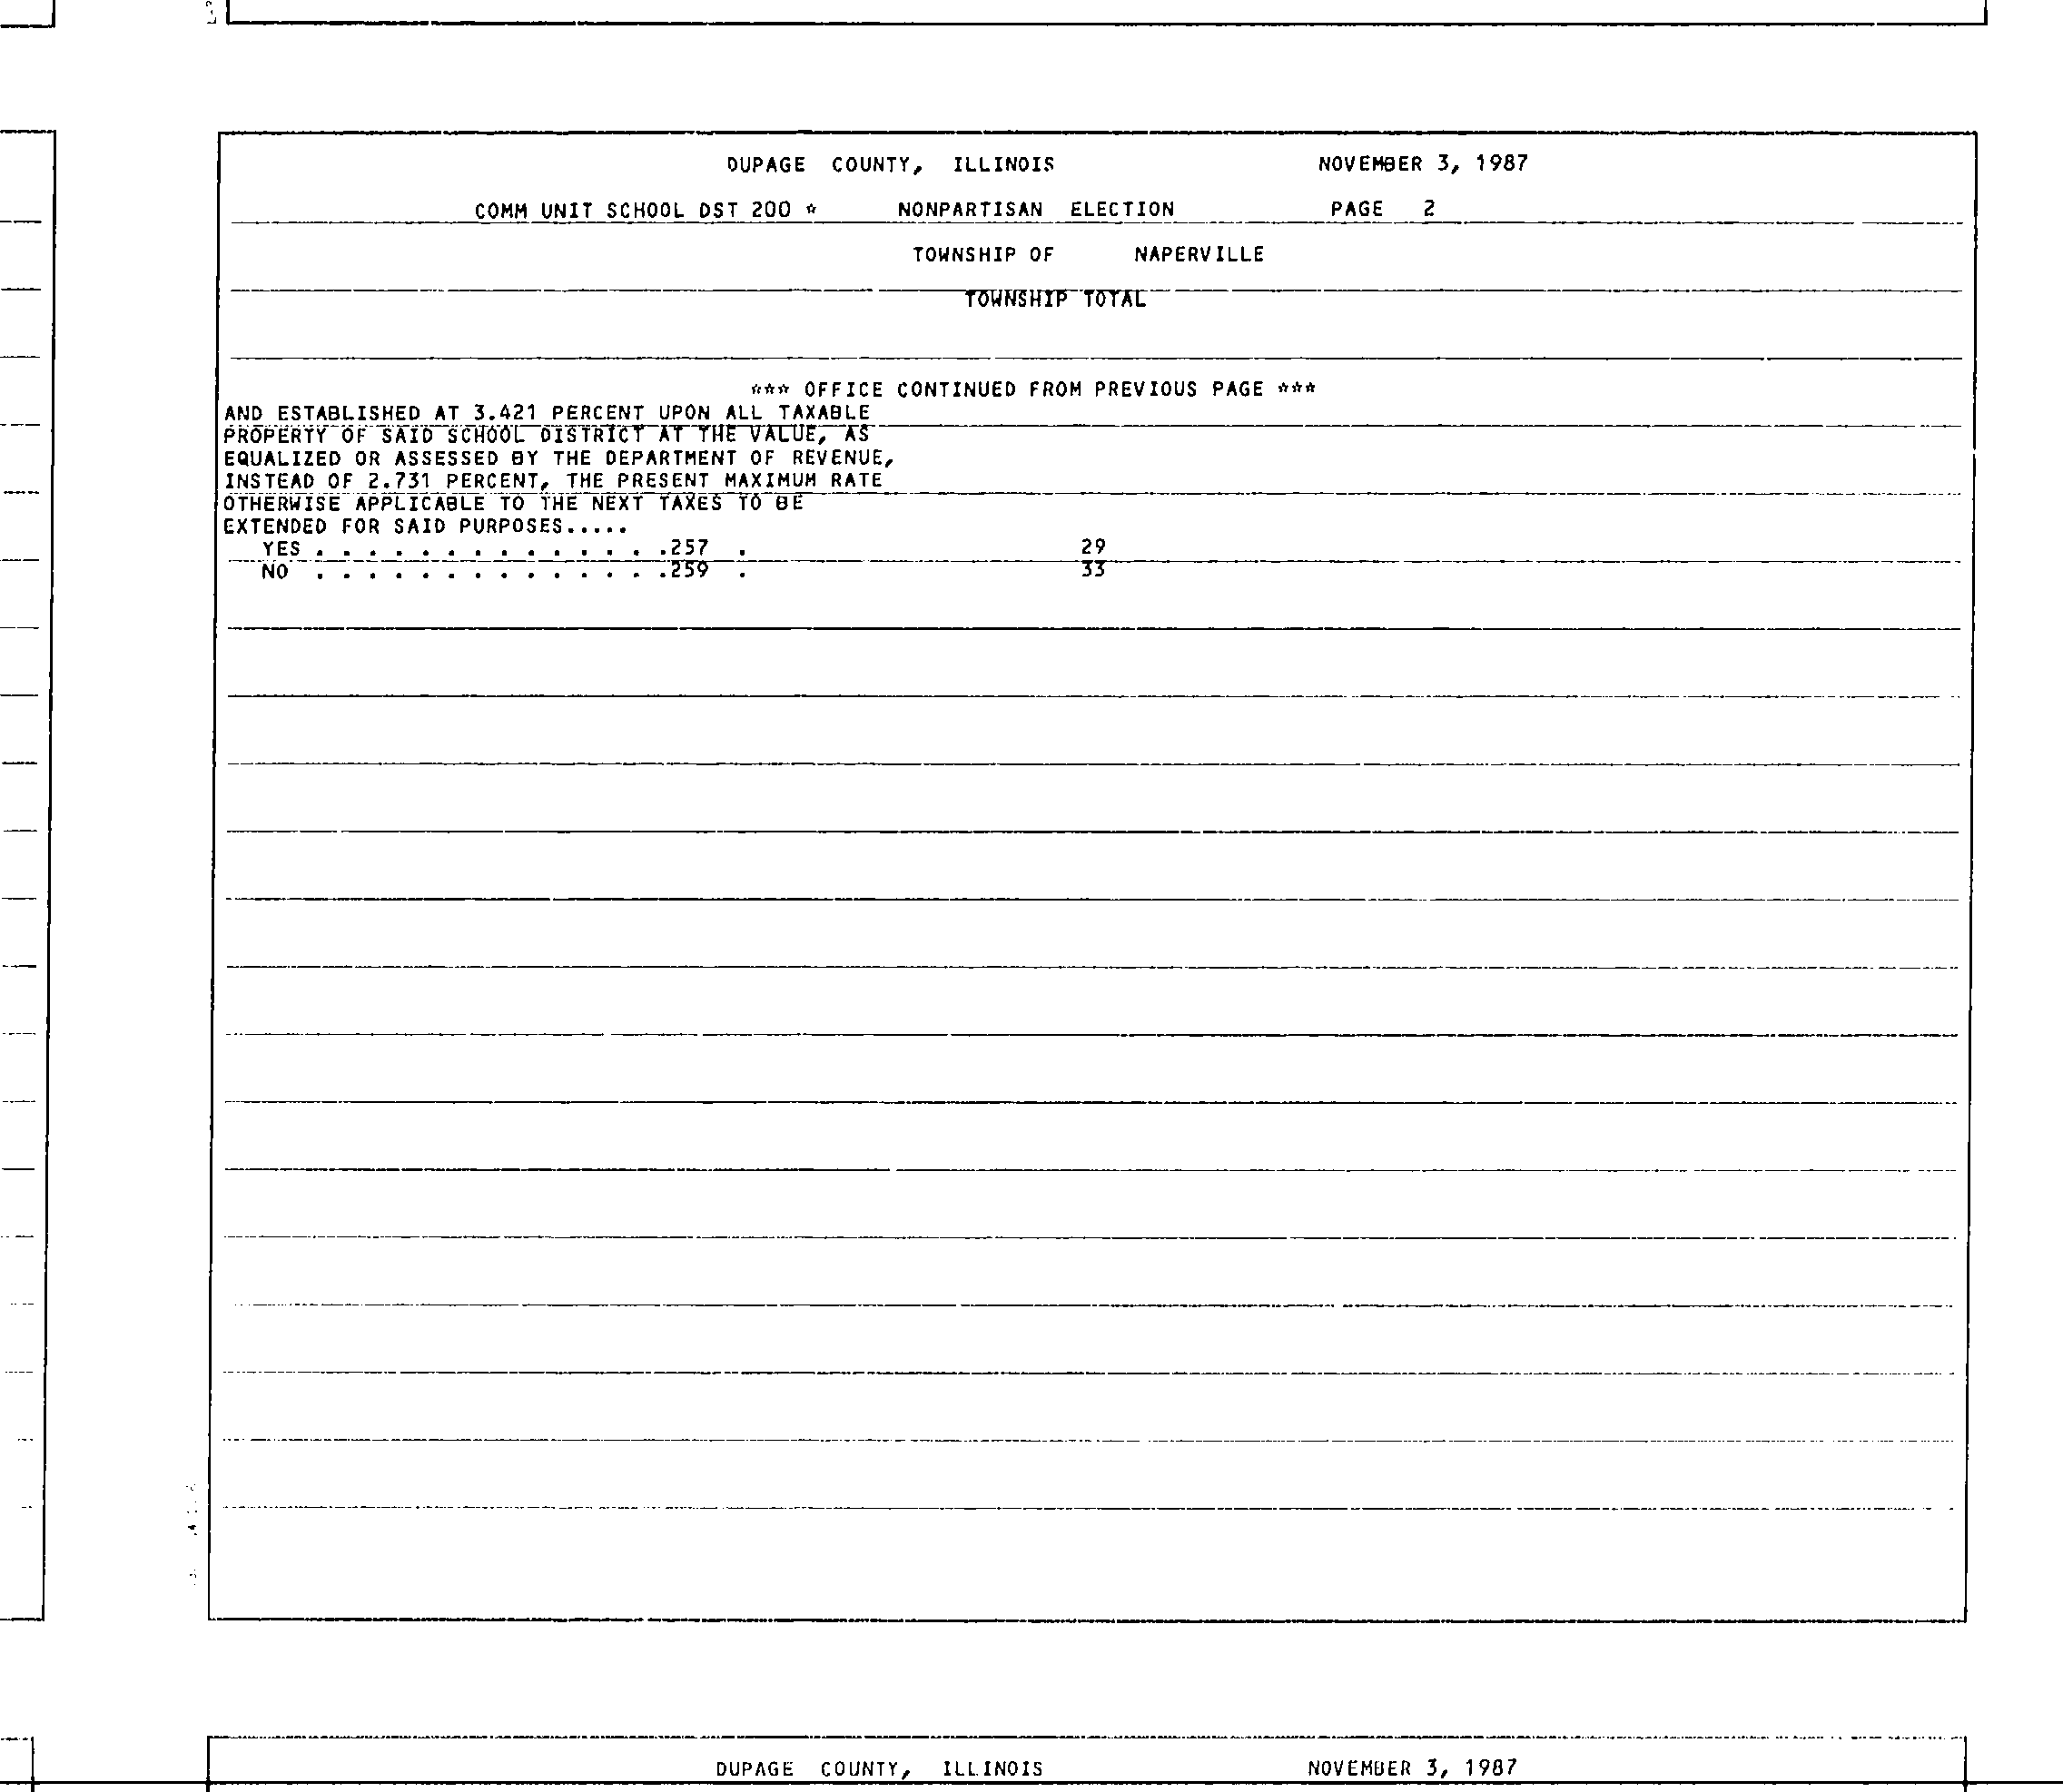 DUPAGE COUNTY, ILLINOIS NOVEMBER 3, 1987
COMM UNIT SCHOOL DST 200 * NONPARTISAN ELECTION PAGE 2
TOWNSHIP OF NAPERVILLE
TOWNSHIP TOTAL
*** OFFICE CONTINUED FROM PREVIOUS PAGE ***
AND ESTABLISHED AT 3.421 PERCENT UPON ALL TAXABLE
PROPERTY OF SAID SCHOOL DISTRICT AT THE VALUE, AS
EQUALIZED OR ASSESSED BY THE DEPARTMENT OF REVENUE,
INSTEAD OF 2.731 PERCENT, THE PRESENT MAXIMUM RATE
OTHERWISE APPLICABLE TO THE NEXT TAXES TO BE
EXTENDED FOR SAID PURPOSES.....
YES . . . . . . . . . . . . . .257 . 29
NO . . . . . . . . . . . . . .259 . 33
DUPAGE COUNTY, ILLINOIS NOVEMBER 3, 1987